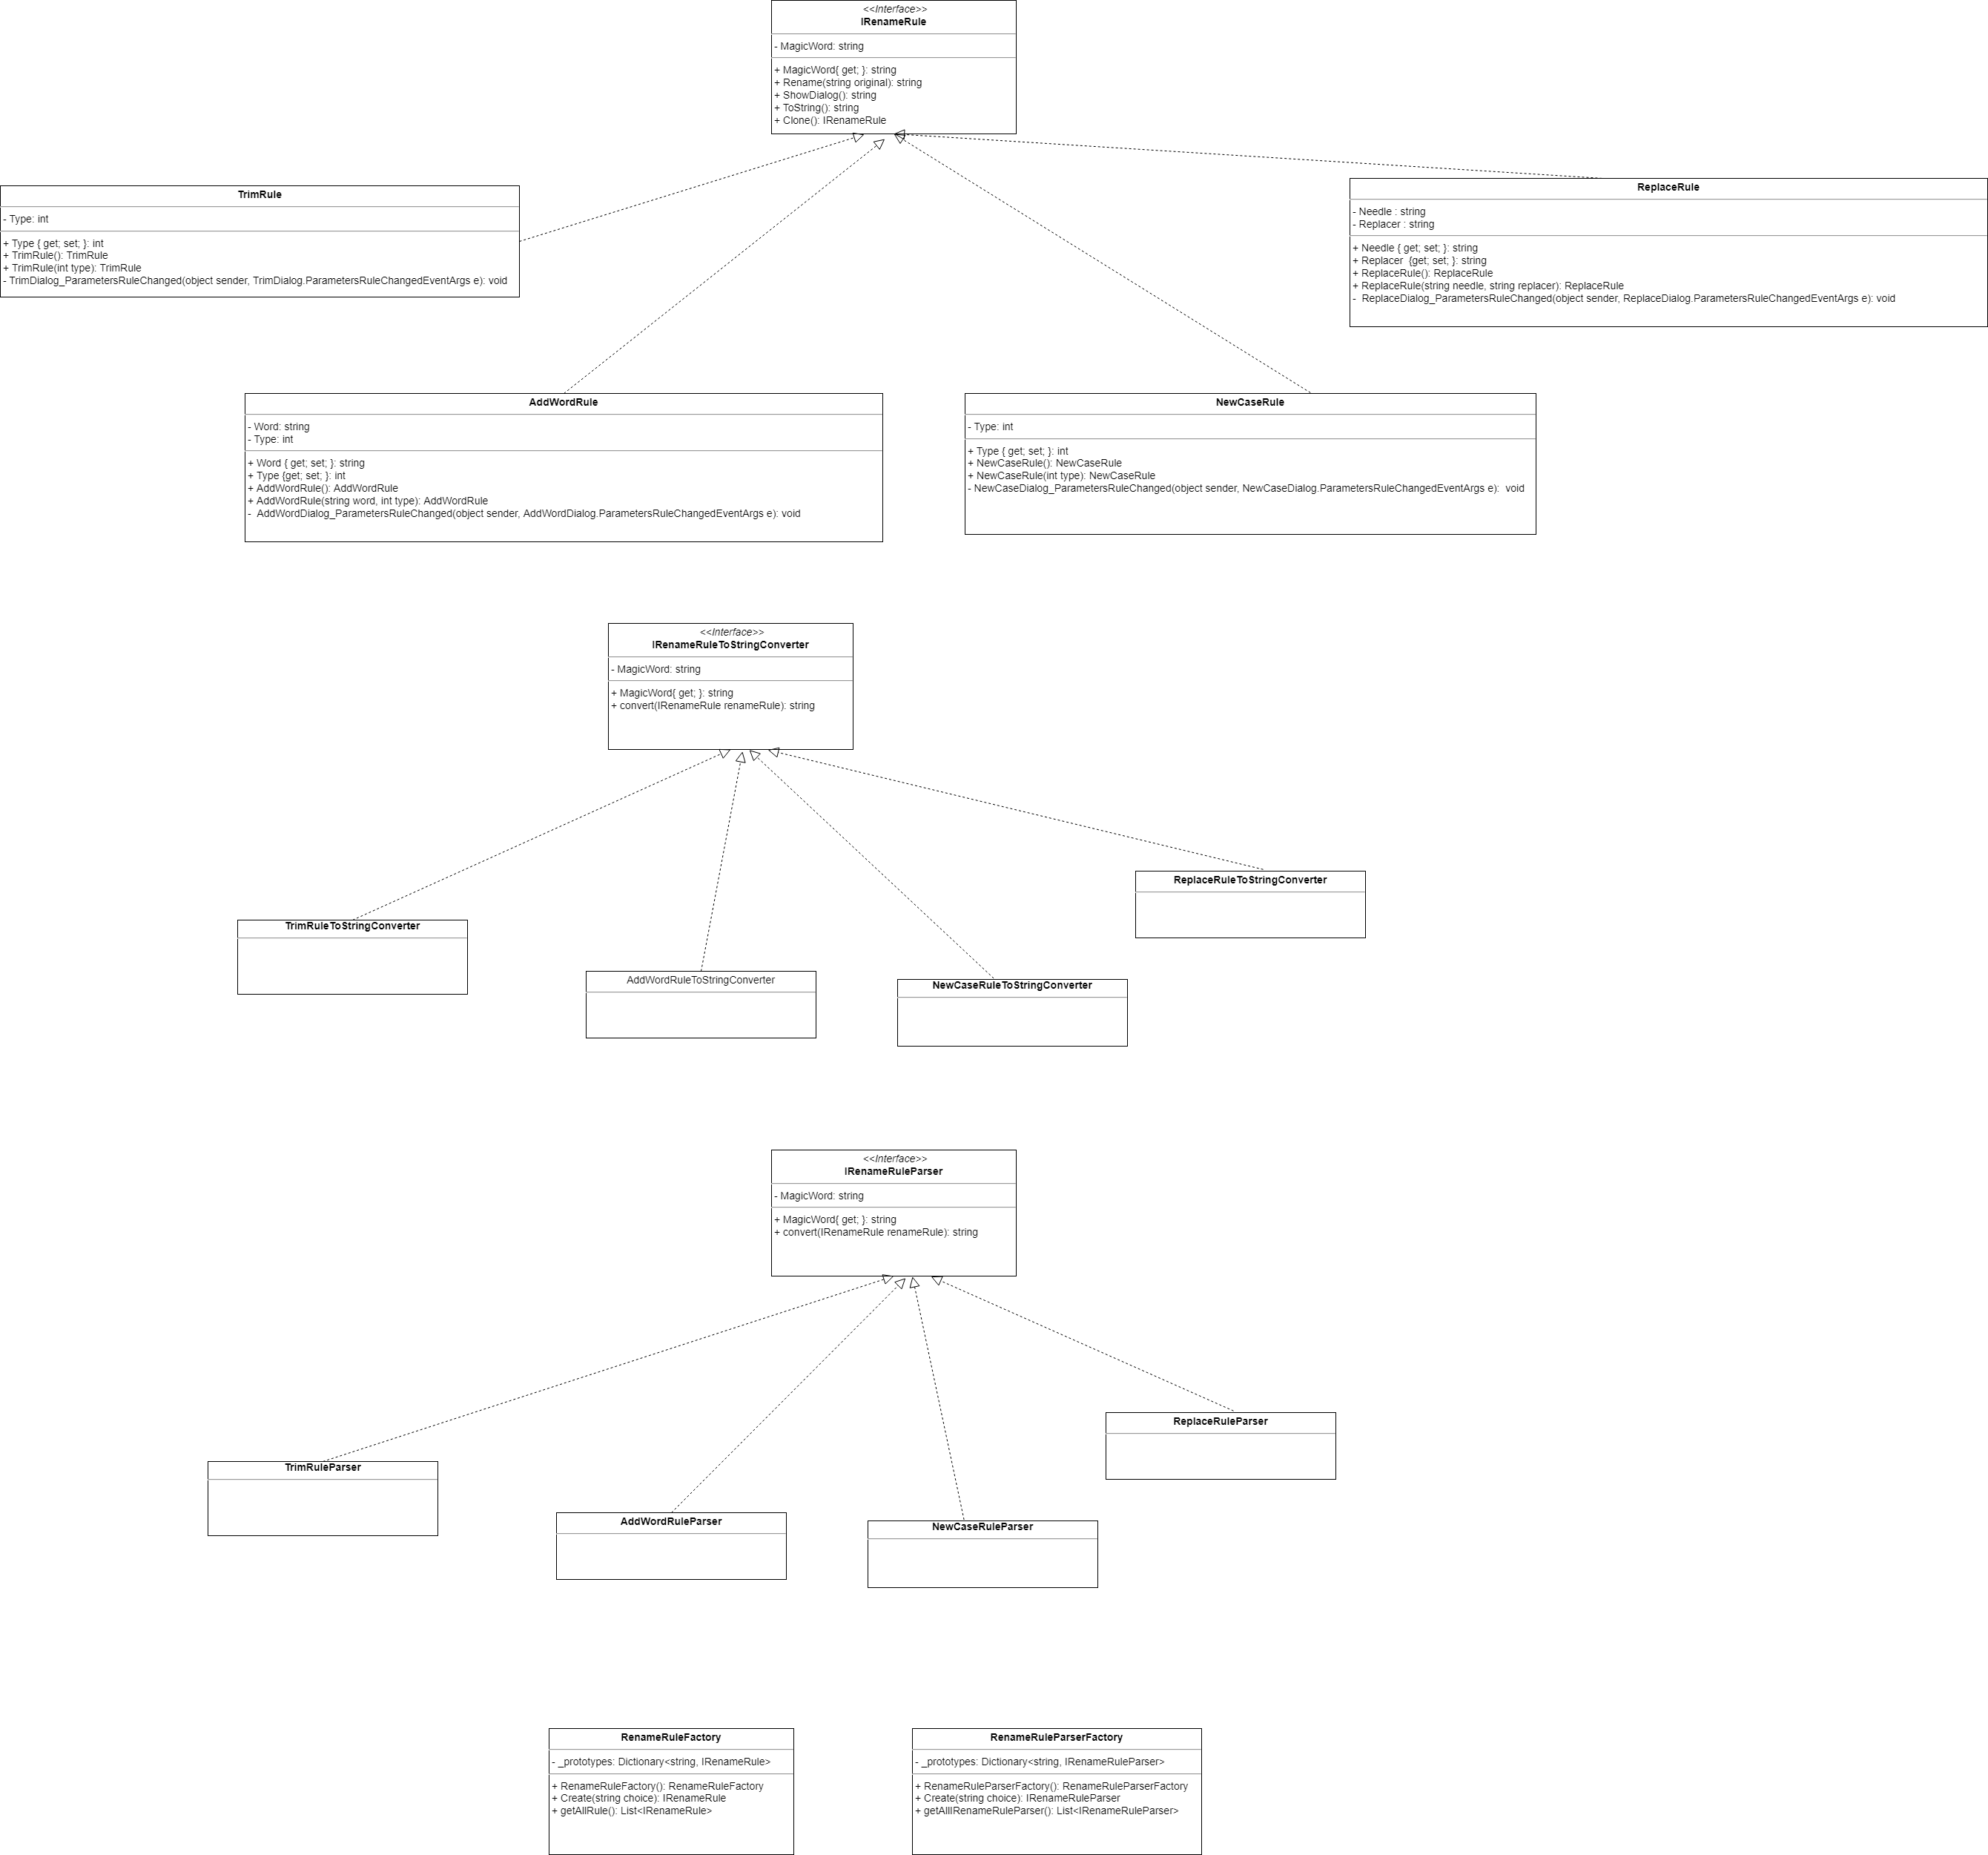 <<Interface>>
IRenameRule
- MagicWord: string
+ MagicWord{ get; }: string
+ Rename(string original): string
+ ShowDialog(): string
+ ToString(): string
+ Clone(): IRenameRule
TrimRule
- Type: int
+ Type { get; set; }: int
+ TrimRule(): TrimRule
+ TrimRule(int type): TrimRule
- TrimDialog_ParametersRuleChanged(object sender, TrimDialog.ParametersRuleChangedEventArgs e): void
ReplaceRule
- Needle : string
- Replacer : string
+ Needle { get; set; }: string
+ Replacer  {get; set; }: string
+ ReplaceRule(): ReplaceRule
+ ReplaceRule(string needle, string replacer): ReplaceRule
-  ReplaceDialog_ParametersRuleChanged(object sender, ReplaceDialog.ParametersRuleChangedEventArgs e): void
AddWordRule
- Word: string
- Type: int
+ Word { get; set; }: string
+ Type {get; set; }: int
+ AddWordRule(): AddWordRule
+ AddWordRule(string word, int type): AddWordRule
-  AddWordDialog_ParametersRuleChanged(object sender, AddWordDialog.ParametersRuleChangedEventArgs e): void
NewCaseRule
- Type: int
+ Type { get; set; }: int
+ NewCaseRule(): NewCaseRule
+ NewCaseRule(int type): NewCaseRule
- NewCaseDialog_ParametersRuleChanged(object sender, NewCaseDialog.ParametersRuleChangedEventArgs e):  void
<<Interface>>
IRenameRuleToStringConverter
- MagicWord: string
+ MagicWord{ get; }: string
+ convert(IRenameRule renameRule): string
ReplaceRuleToStringConverter
TrimRuleToStringConverter
AddWordRuleToStringConverter
NewCaseRuleToStringConverter
<<Interface>>
IRenameRuleParser
- MagicWord: string
+ MagicWord{ get; }: string
+ convert(IRenameRule renameRule): string
ReplaceRuleParser
TrimRuleParser
AddWordRuleParser
NewCaseRuleParser
RenameRuleFactory
- _prototypes: Dictionary<string, IRenameRule>
+ RenameRuleFactory(): RenameRuleFactory
+ Create(string choice): IRenameRule
+ getAllRule(): List<IRenameRule>
RenameRuleParserFactory
- _prototypes: Dictionary<string, IRenameRuleParser>
+ RenameRuleParserFactory(): RenameRuleParserFactory
+ Create(string choice): IRenameRuleParser
+ getAllIRenameRuleParser(): List<IRenameRuleParser>